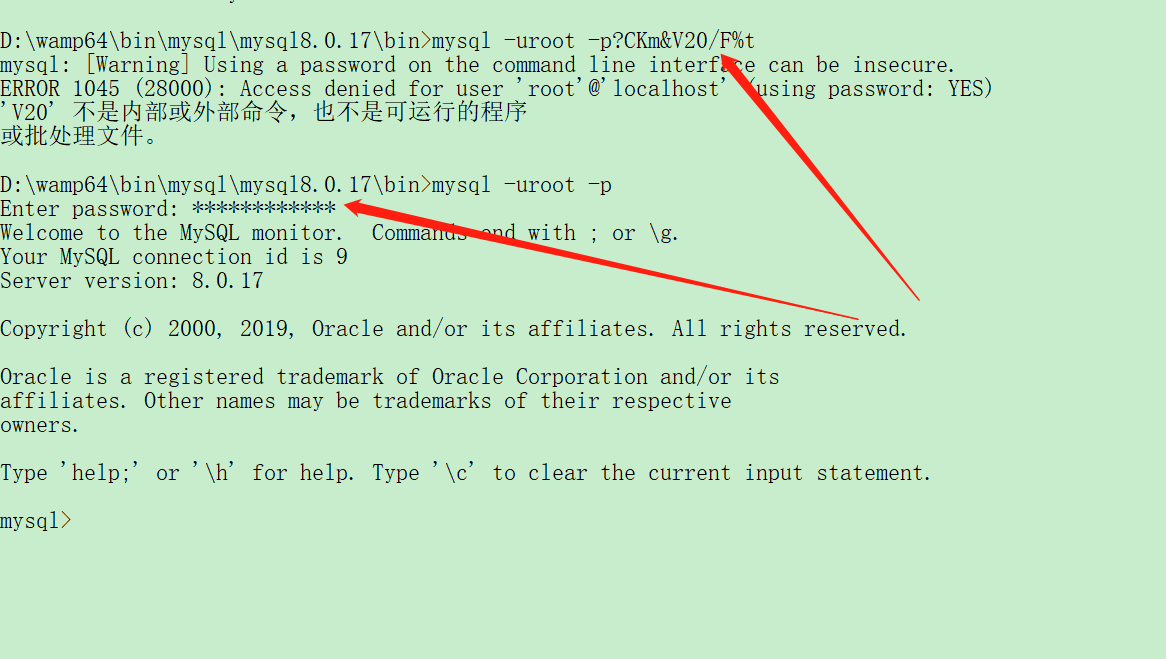 D:\wamp64\bin\mysql\mysql8.0.17\bin>mysql -uroot -p?CKm&V20/F%t
mysql: [Warning] Using a password on the command line interface can be insecure.
ERROR 1045 (28000): Access denied for user 'root'@'localhost' (using password: YES)
'V20' 不是内部或外部命令，也不是可运行的程序
或批处理文件。
D:\wamp64\bin\mysql\mysql8.0.17\bin>mysql -uroot -p
Enter password: ************
Welcome to the MySQL monitor.  Commands end with ; or \g.
Your MySQL connection id is 9
Server version: 8.0.17
Copyright (c) 2000, 2019, Oracle and/or its affiliates. All rights reserved.
Oracle is a registered trademark of Oracle Corporation and/or its
affiliates. Other names may be trademarks of their respective
owners.
Type 'help;' or '\h' for help. Type '\c' to clear the current input statement.
mysql>